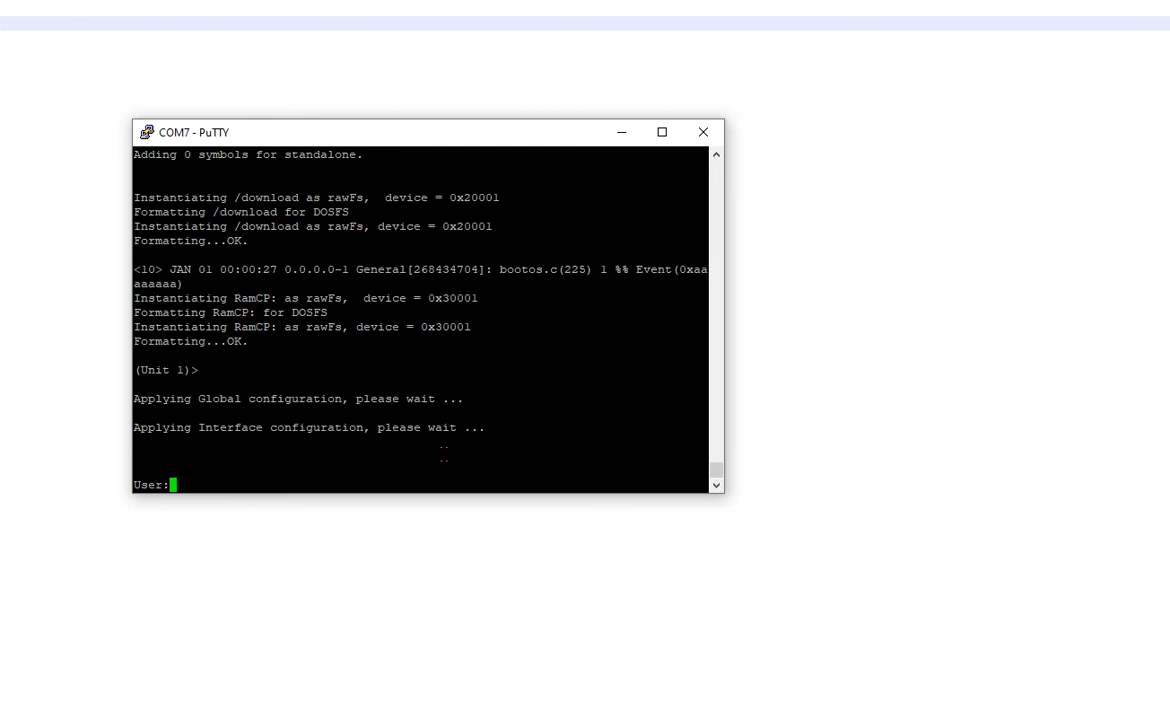 COM7 - PuTTY
Adding 0 symbols for standalone.
Instantiating /download as rawFs,  device = 0x20001
Formatting /download for DOSFS
Instantiating /download as rawFs, device = 0x20001
Formatting...OK.
<10> JAN 01 00:00:27 0.0.0.0-1 General[268434704]: bootos.c(225) 1 %% Event(0xaa
aaaaaa)
Instantiating RamCP: as rawFs,  device = 0x30001
Formatting RamCP: for DOSFS
Instantiating RamCP: as rawFs, device = 0x30001
Formatting...OK.
(Unit 1)>
Applying Global configuration, please wait ...
Applying Interface configuration, please wait ...
User: